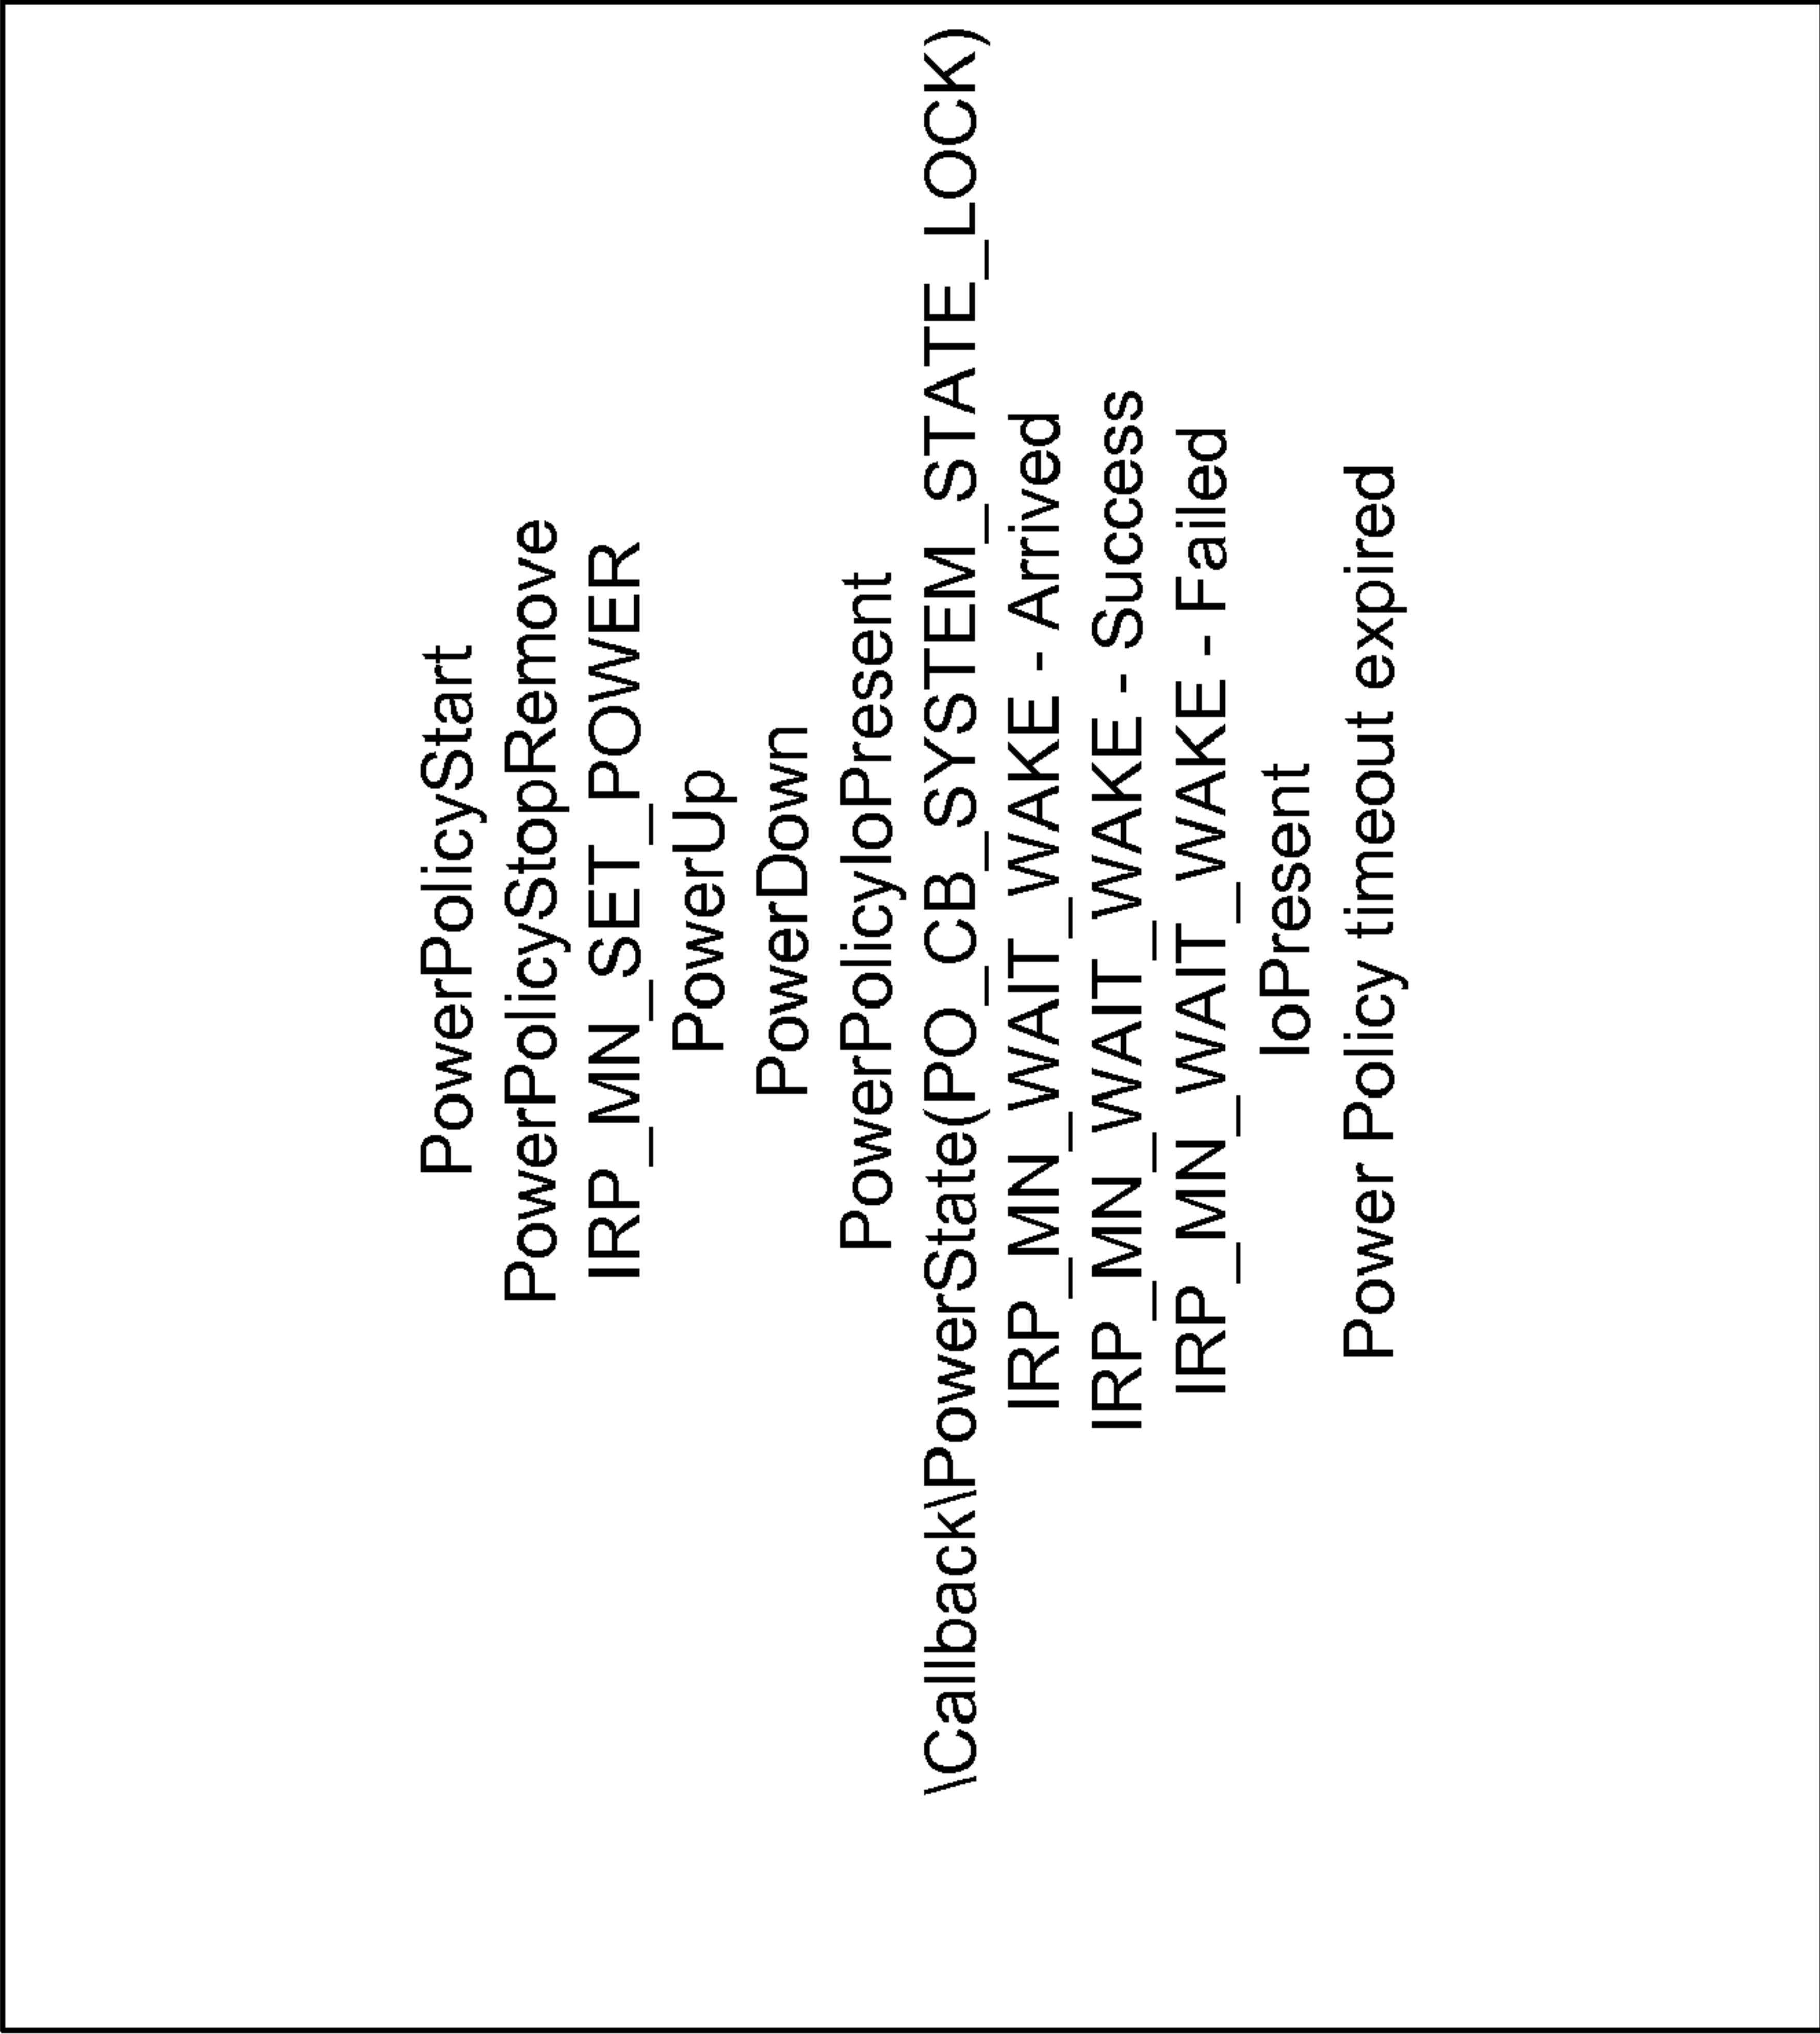 PowerPolicyStart
PowerPolicyStopRemove
IRP_MN_SET_POWER
PowerUp
PowerDown
PowerPolicyIoPresent
\Callback\PowerState(PO_CB_SYSTEM_STATE_LOCK)
IRP_MN_WAIT_WAKE - Arrived
IRP_MN_WAIT_WAKE - Success
IRP_MN_WAIT_WAKE - Failed
IoPresent
Power Policy timeout expired